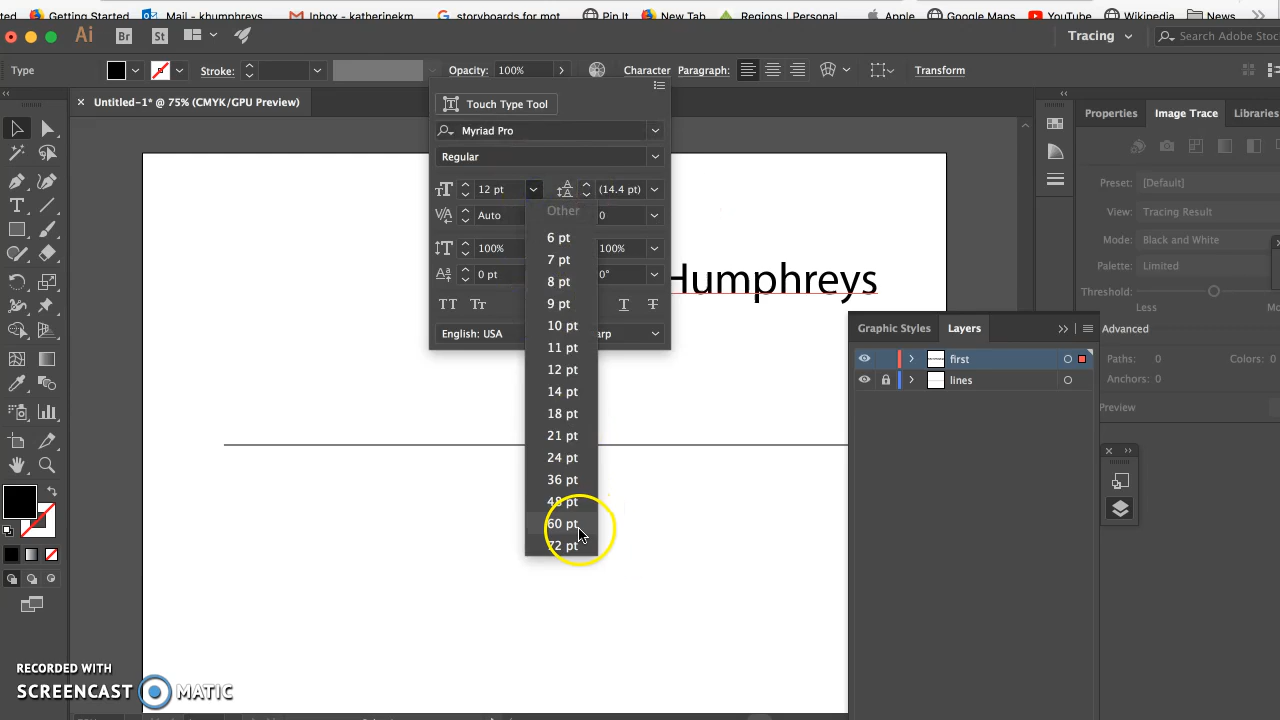 Started
Outlook
Mail - khumphreys
Inbox - katherinekm
storyboards for mot
Pin It
New Tab
Regions | Personal
Apple
Google Maps
YouTube
Wikipedia
News
Ai
Br
St
Tracing
Search Adobe Stoc
Type
Stroke:
Opacity:
100%
Character
Paragraph:
Transform
Untitled-1* @ 75% (CMYK/GPU Preview)
Touch Type Tool
Myriad Pro
Regular
12 pt
(14.4 pt)
Auto
0
100%
100%
0 pt
0°
English: USA
arp
Other
6 pt
7 pt
8 pt
9 pt
10 pt
11 pt
12 pt
14 pt
18 pt
21 pt
24 pt
36 pt
48 pt
60 pt
72 pt
Humphreys
Graphic Styles
Layers
first
lines
Properties
Image Trace
Libraries
Preset:
[Default]
View:
Tracing Result
Mode:
Black and White
Palette:
Limited
Threshold:
Less
Mor
Advanced
Paths: 0
Colors: 0
Anchors: 0
Preview
RECORDED WITH
SCREENCAST MATIC